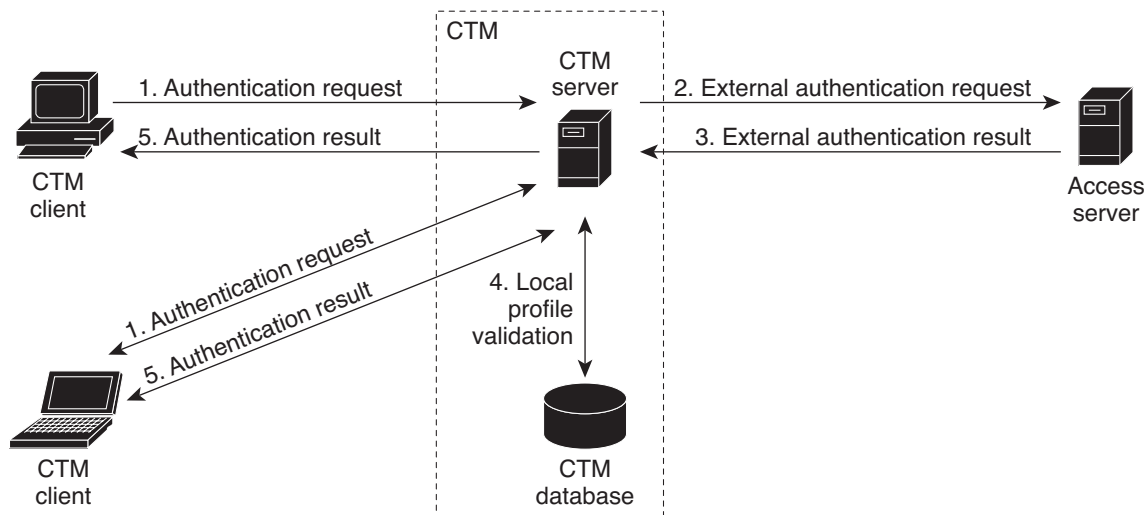 CTM
CTM
server
1. Authentication request
2. External authentication request
5. Authentication result
3. External authentication result
CTM
client
Access
server
1. Authentication request
5. Authentication result
4. Local
profile
validation
CTM
client
CTM
database